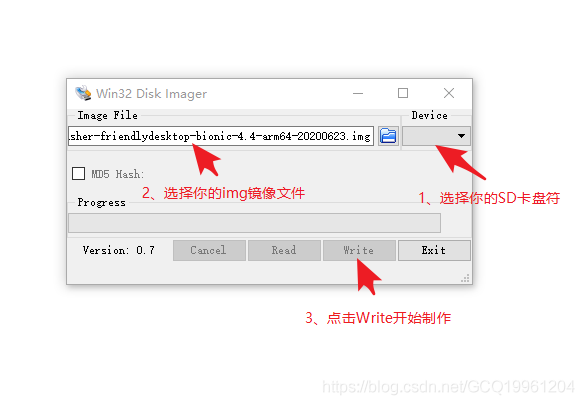 Win32 Disk Imager
Image File
Device
sher-friendlydesktop-bionic-4.4-arm64-20200623.img
MD5 Hash:
2、选择你的img镜像文件
1、选择你的SD卡盘符
Progress
Version: 0.7
Cancel
Read
Write
Exit
3、点击Write开始制作
https://blog.csdn.net/GCQ19961204